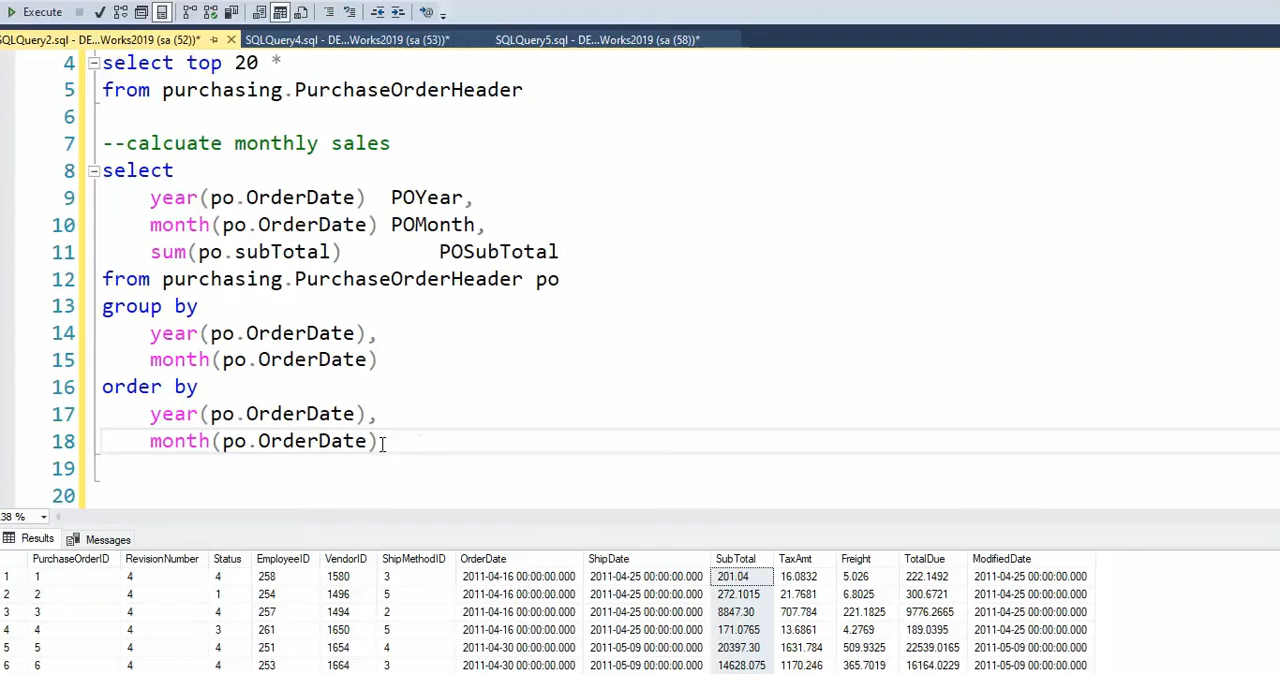 Execute
SQLQuery2.sql - DE...Works2019 (sa (52))* SQLQuery4.sql - DE...Works2019 (sa (53))* SQLQuery5.sql - DE...Works2019 (sa (58))*
4 select top 20 *
5 from purchasing.PurchaseOrderHeader
6
7 --calcuate monthly sales
8 select
9 year(po.OrderDate) POYear,
10 month(po.OrderDate) POMonth,
11 sum(po.subTotal) POSubTotal
12 from purchasing.PurchaseOrderHeader po
13 group by
14 year(po.OrderDate),
15 month(po.OrderDate)
16 order by
17 year(po.OrderDate),
18 month(po.OrderDate)
19
20
38 %
Results Messages
PurchaseOrderID RevisionNumber Status EmployeeID VendorID ShipMethodID OrderDate ShipDate SubTotal TaxAmt Freight TotalDue ModifiedDate
1 1 4 4 258 1580 3 2011-04-16 00:00:00.000 2011-04-25 00:00:00.000 201.04 16.0832 5.026 222.1492 2011-04-25 00:00:00.000
2 2 4 1 254 1496 5 2011-04-16 00:00:00.000 2011-04-25 00:00:00.000 272.1015 21.7681 6.8025 300.6721 2011-04-25 00:00:00.000
3 3 4 4 257 1494 2 2011-04-16 00:00:00.000 2011-04-25 00:00:00.000 8847.30 707.784 221.1825 9776.2665 2011-04-25 00:00:00.000
4 4 4 3 261 1650 5 2011-04-16 00:00:00.000 2011-04-25 00:00:00.000 171.0765 13.6861 4.2769 189.0395 2011-04-25 00:00:00.000
5 5 4 4 251 1654 4 2011-04-30 00:00:00.000 2011-05-09 00:00:00.000 20397.30 1631.784 509.9325 22539.0165 2011-05-09 00:00:00.000
6 6 4 4 253 1664 3 2011-04-30 00:00:00.000 2011-05-09 00:00:00.000 14628.075 1170.246 365.7019 16164.0229 2011-05-09 00:00:00.000